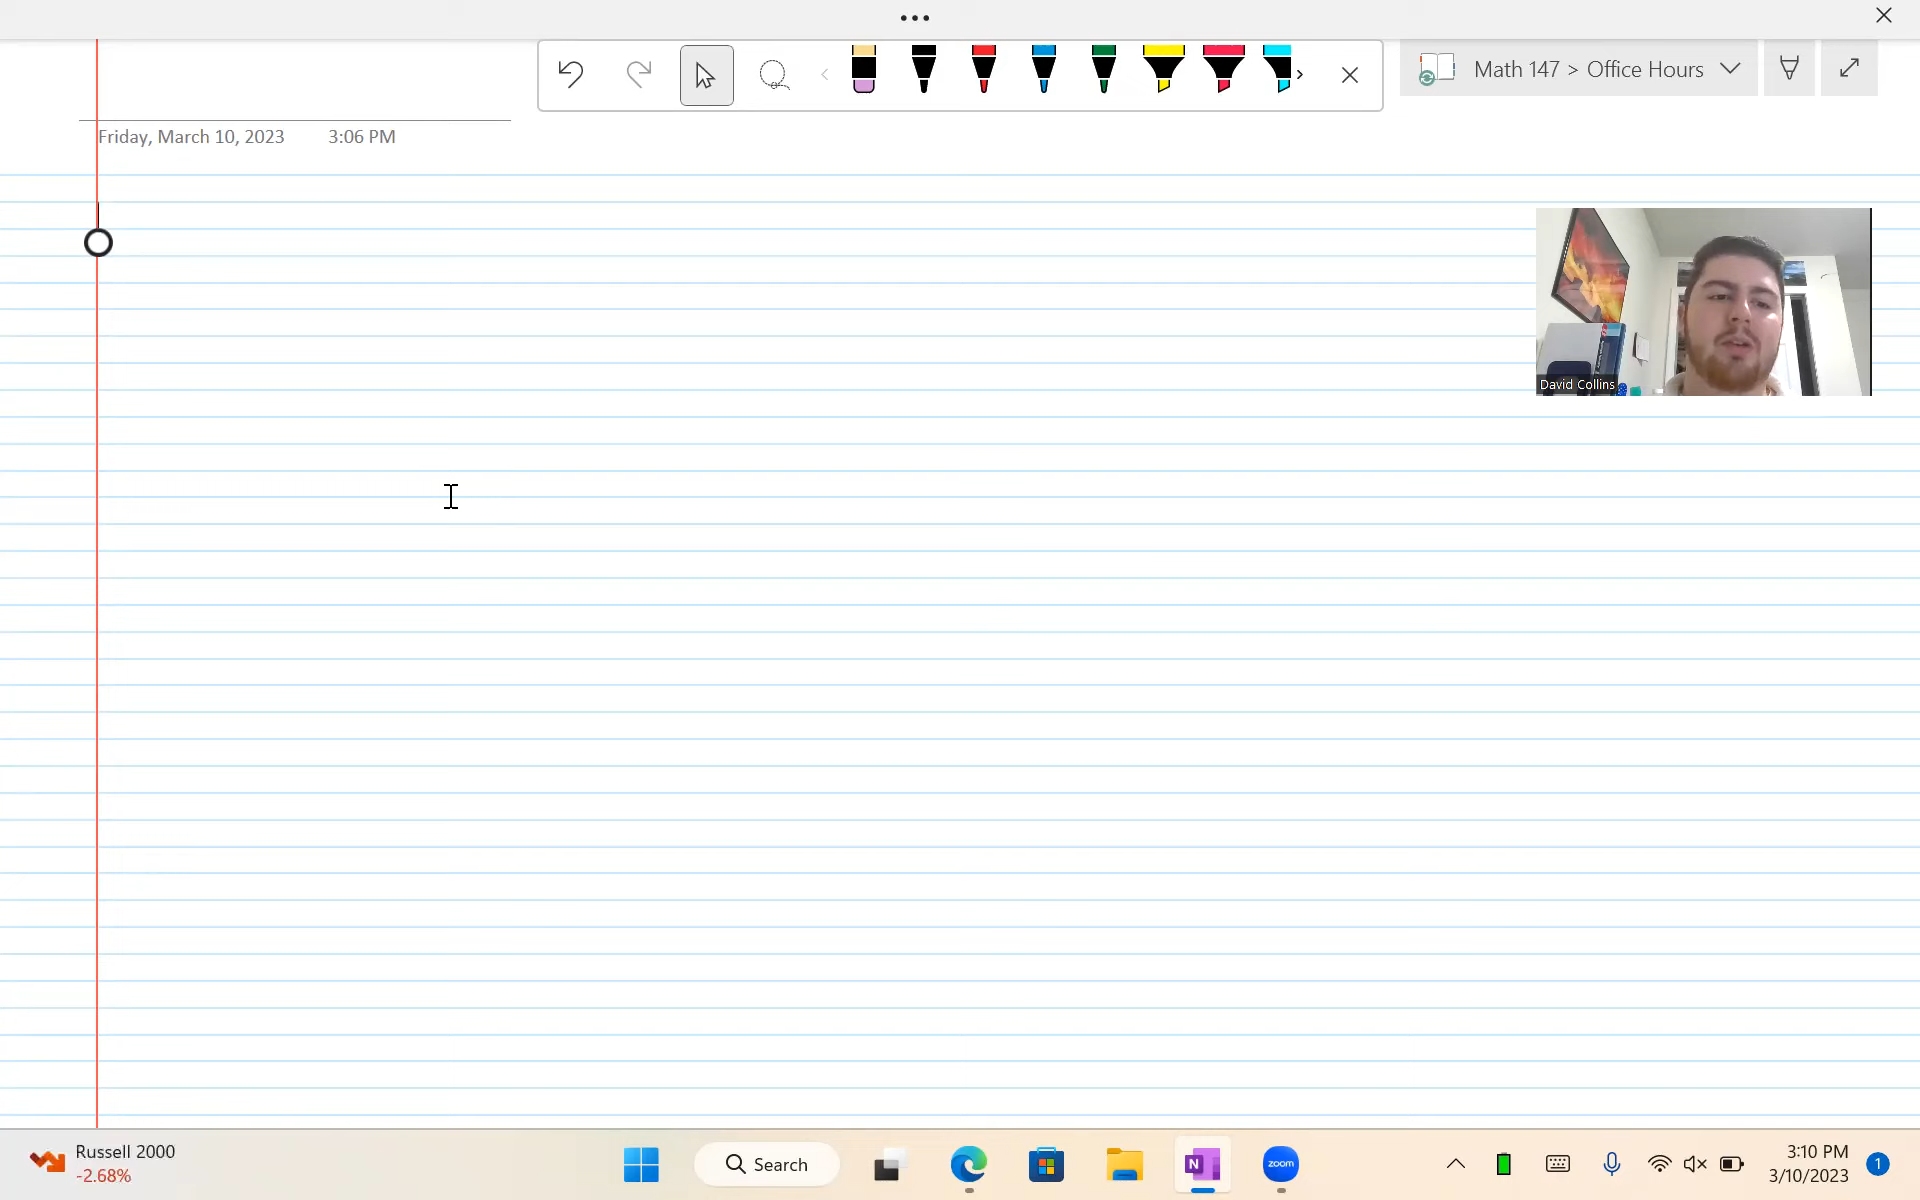 Math 147 > Office Hours
Friday, March 10, 2023 3:06 PM
David Collins
Russell 2000
-2.68%
Search
N
zoom
3:10 PM
3/10/2023
1